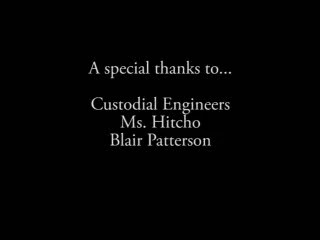 A special thanks to...
Custodial Engineers
Ms. Hitcho
Blair Patterson